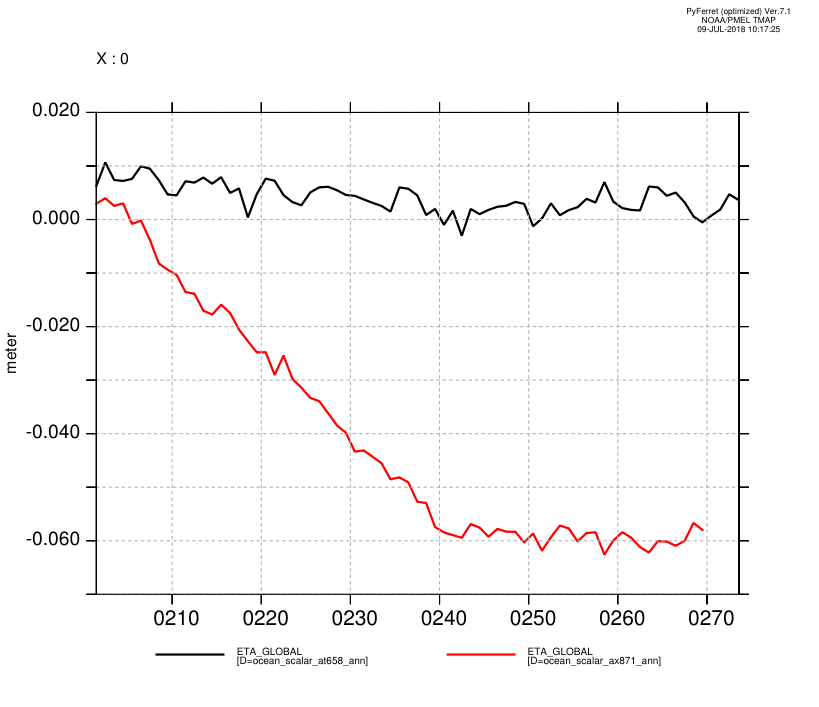 PyFerret (optimized) Ver.7.1
NOAA/PMEL TMAP
09-JUL-2018 10:17:25
X : 0
0.020
0.000
-0.020
-0.040
-0.060
meter
0210 0220 0230 0240 0250 0260 0270
ETA_GLOBAL
[D=ocean_scalar_at658_ann]
ETA_GLOBAL
[D=ocean_scalar_ax871_ann]